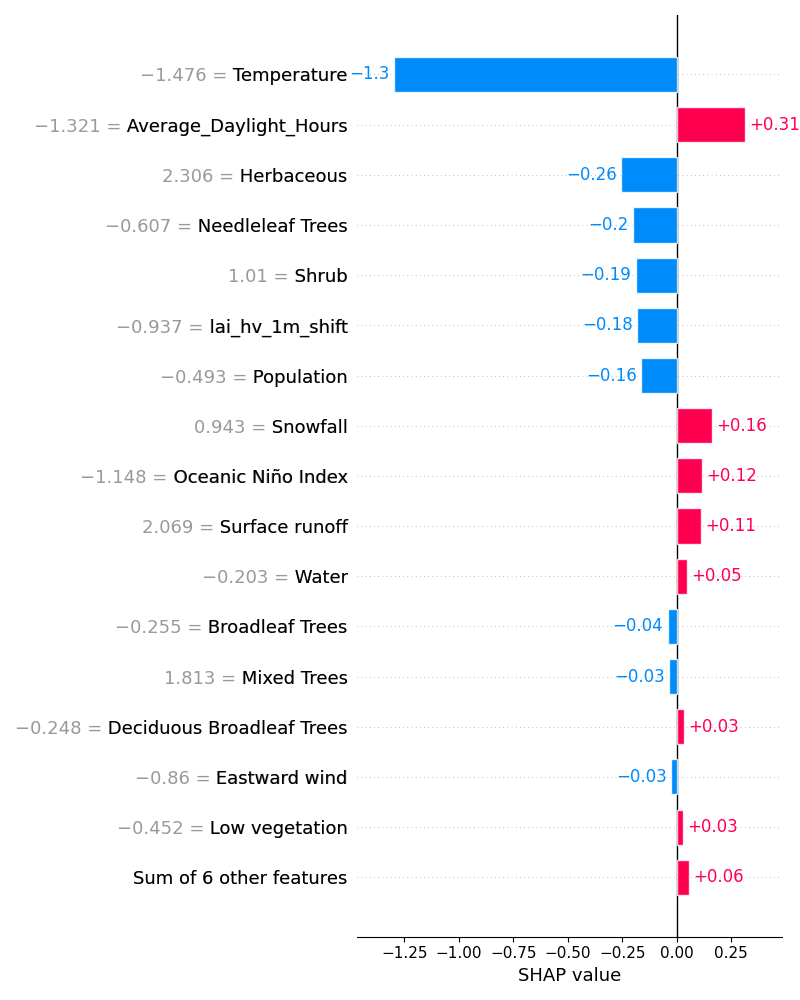 −1.476 = Temperature −1.3
−1.321 = Average_Daylight_Hours +0.31
2.306 = Herbaceous −0.26
−0.607 = Needleleaf Trees −0.2
1.01 = Shrub −0.19
−0.937 = lai_hv_1m_shift −0.18
−0.493 = Population −0.16
0.943 = Snowfall +0.16
−1.148 = Oceanic Niño Index +0.12
2.069 = Surface runoff +0.11
−0.203 = Water +0.05
−0.255 = Broadleaf Trees −0.04
1.813 = Mixed Trees −0.03
−0.248 = Deciduous Broadleaf Trees +0.03
−0.86 = Eastward wind −0.03
−0.452 = Low vegetation +0.03
Sum of 6 other features +0.06
−1.25 −1.00 −0.75 −0.50 −0.25 0.00 0.25
SHAP value